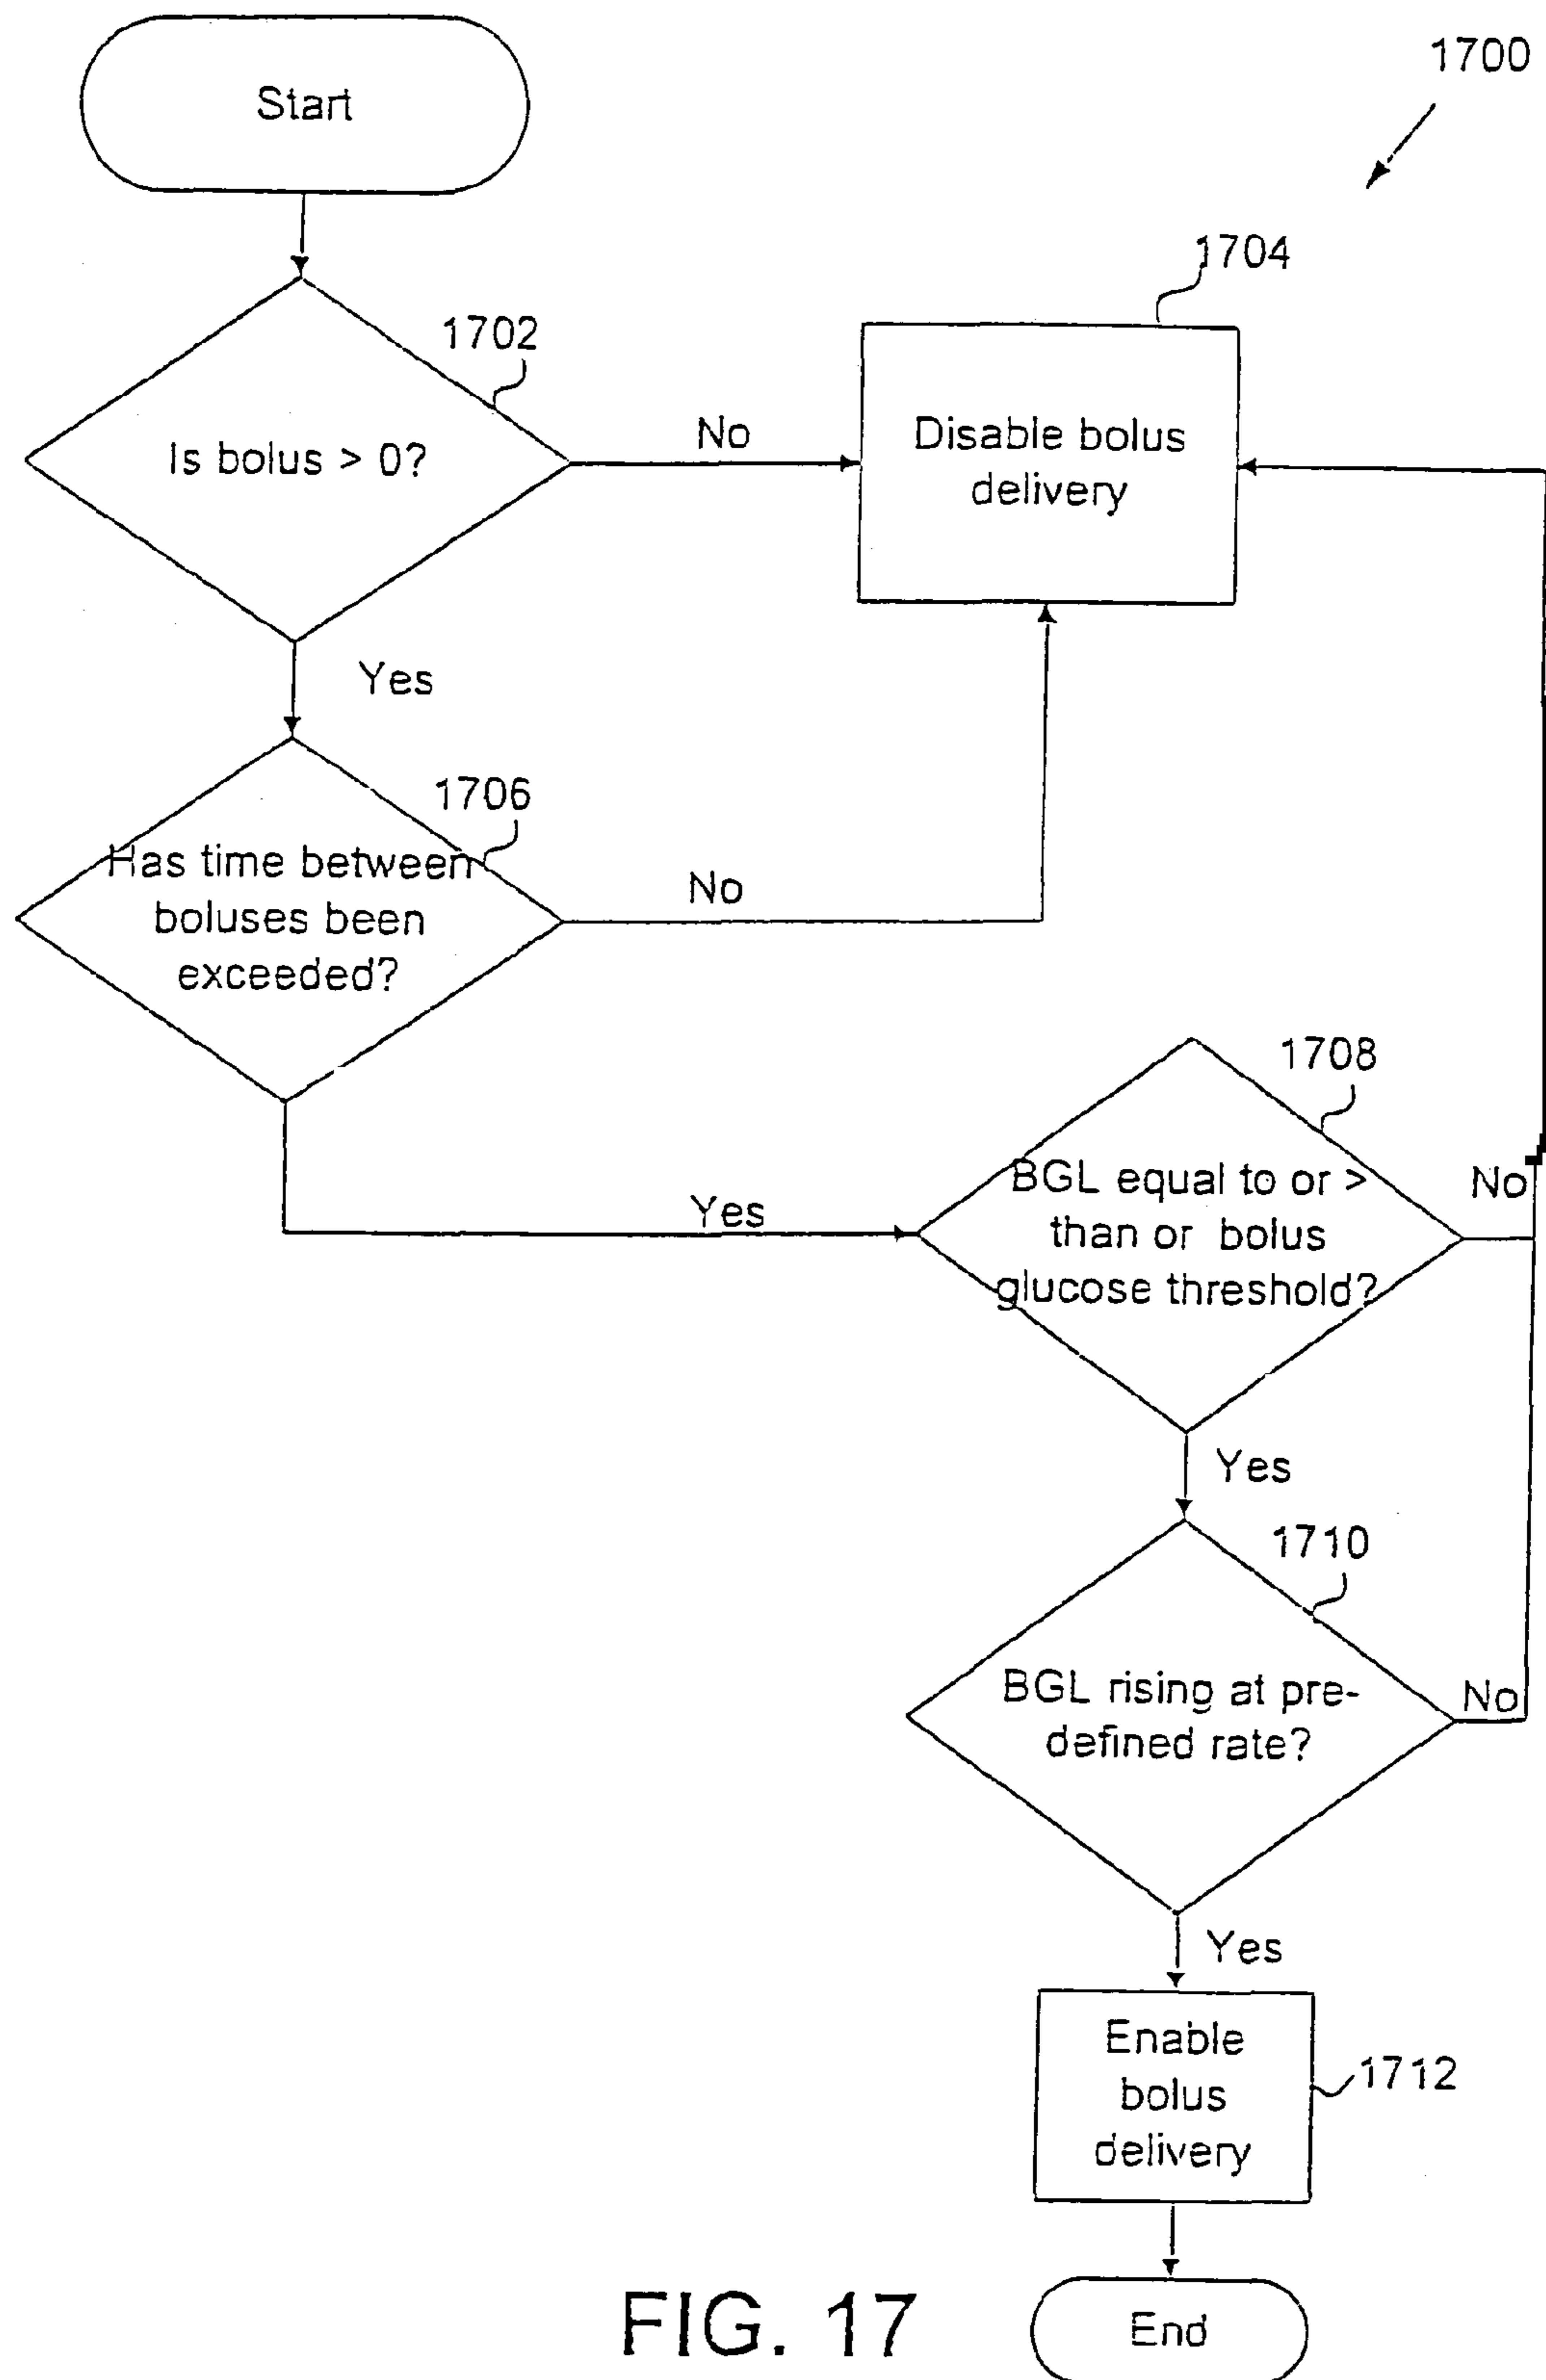 Start
1700
1704
1702
Is bolus > 0?
No
Disable bolus
delivery
Yes
1706
Has time between
boluses been
exceeded?
No
1708
Yes
BGL equal to or >
than or bolus
glucose threshold?
No
Yes
1710
BGL rising at pre-
defined rate?
No
Yes
Enable
bolus
delivery
1712
End
FIG. 17